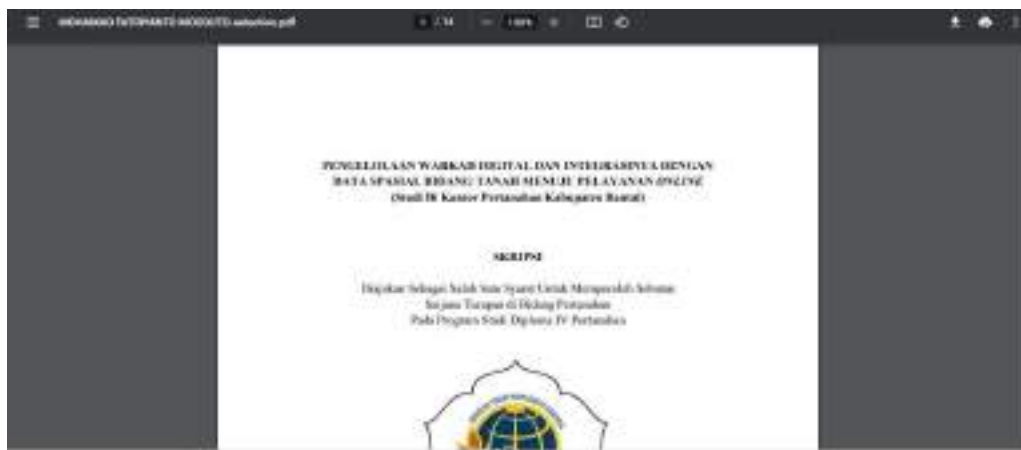 / 14
PENGELOLAAN WARKAH DIGITAL DAN INTEGRASINYA DENGAN
DATA SPASIAL BIDANG TANAH MENUJU PELAYANAN ONLINE
(Studi Di Kantor Pertanahan Kabupaten Bantul)
SKRIPSI
Diajukan Sebagai Salah Satu Syarat Untuk Memperoleh Sebutan
Sarjana Terapan di Bidang Pertanahan
Pada Program Studi Diploma IV Pertanahan